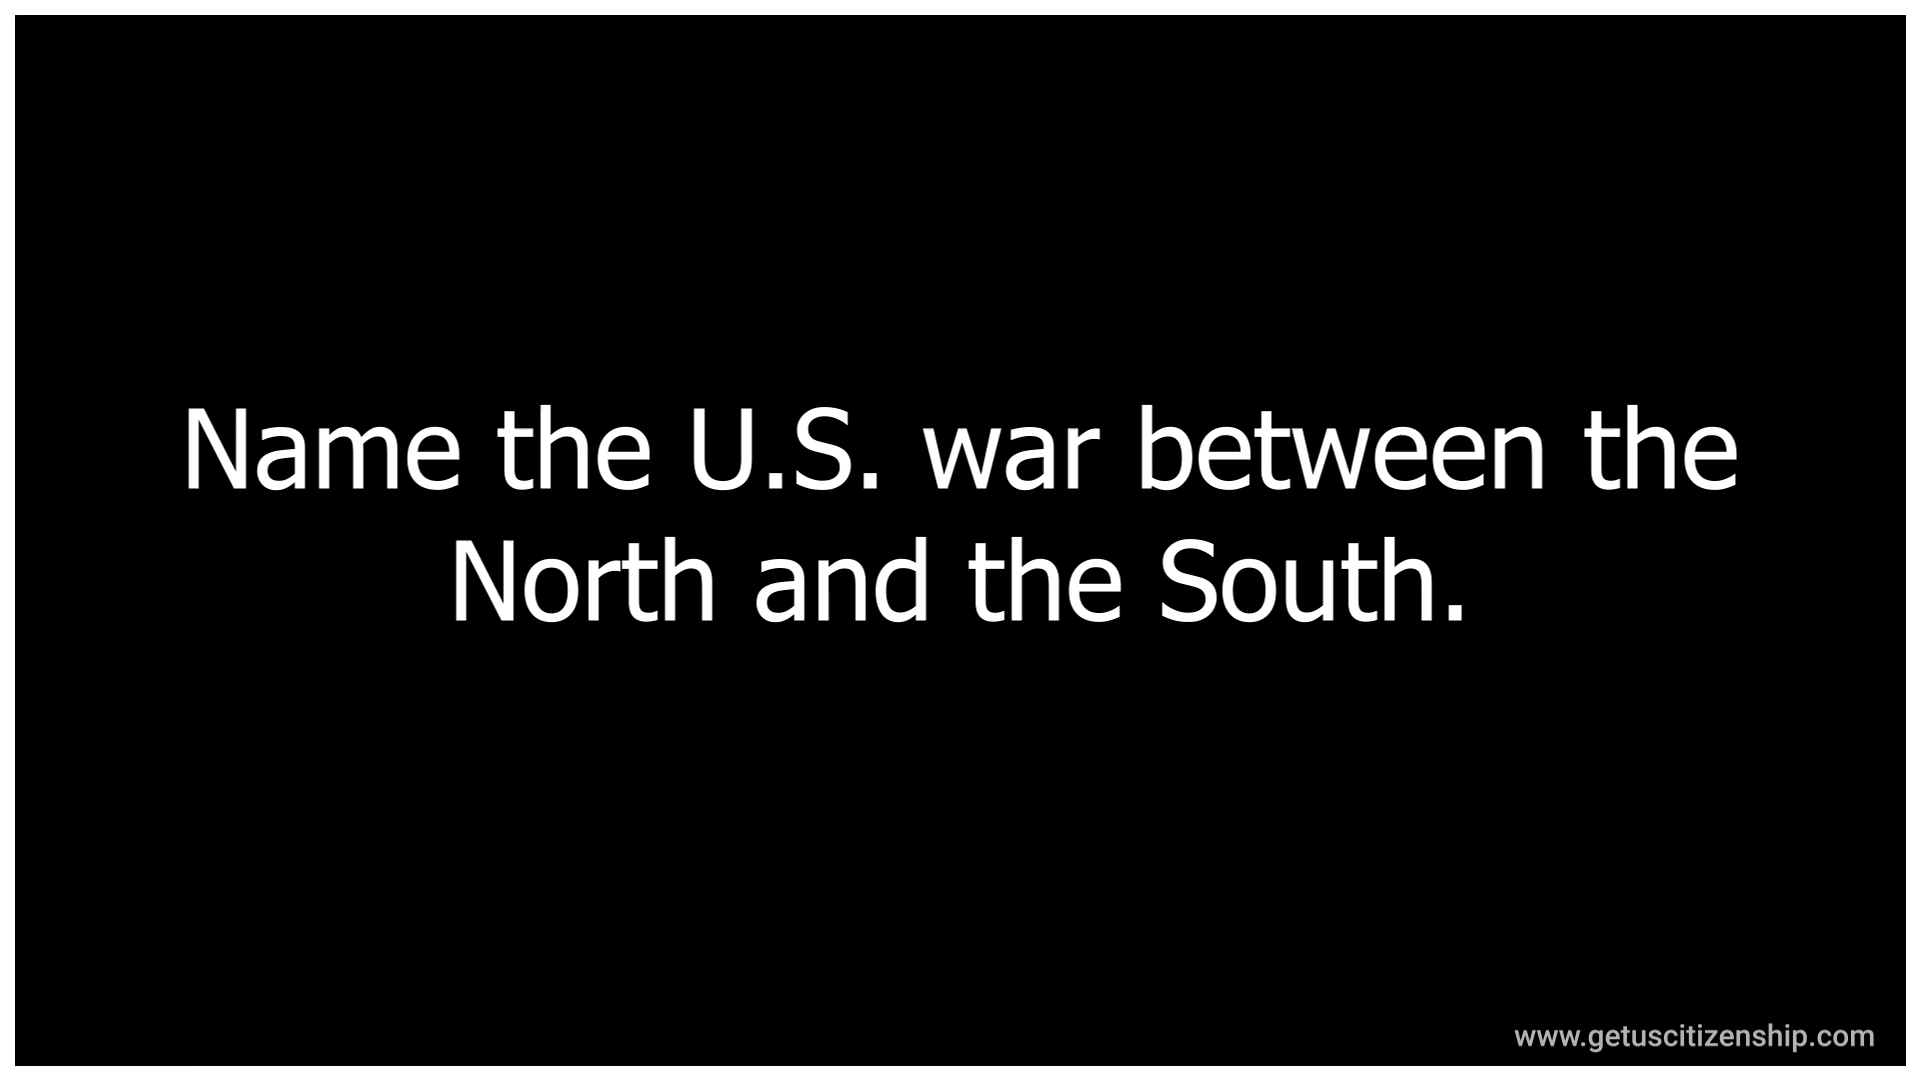 Name the U.S. war between the
North and the South.
www.getuscitizenship.com